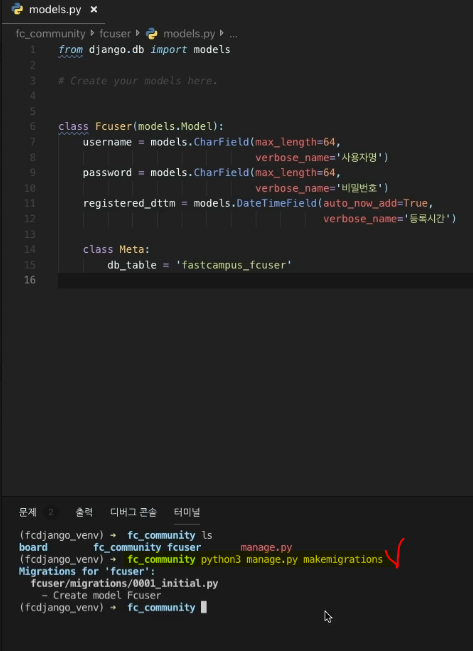 models.py ×
fc_community > fcuser > models.py > ...
1 from django.db import models
2
3 # Create your models here.
4
5
6 class Fcuser(models.Model):
7 username = models.CharField(max_length=64,
8 verbose_name='사용자명')
9 password = models.CharField(max_length=64,
10 verbose_name='비밀번호')
11 registered_dttm = models.DateTimeField(auto_now_add=True,
12 verbose_name='등록시간')
13
14 class Meta:
15 db_table = 'fastcampus_fcuser'
16
문제 2 출력 디버그 콘솔 터미널
(fcdjango_venv) → fc_community ls
board fc_community fcuser manage.py
(fcdjango_venv) → fc_community python3 manage.py makemigrations
Migrations for 'fcuser':
fcuser/migrations/0001_initial.py
- Create model Fcuser
(fcdjango_venv) → fc_community